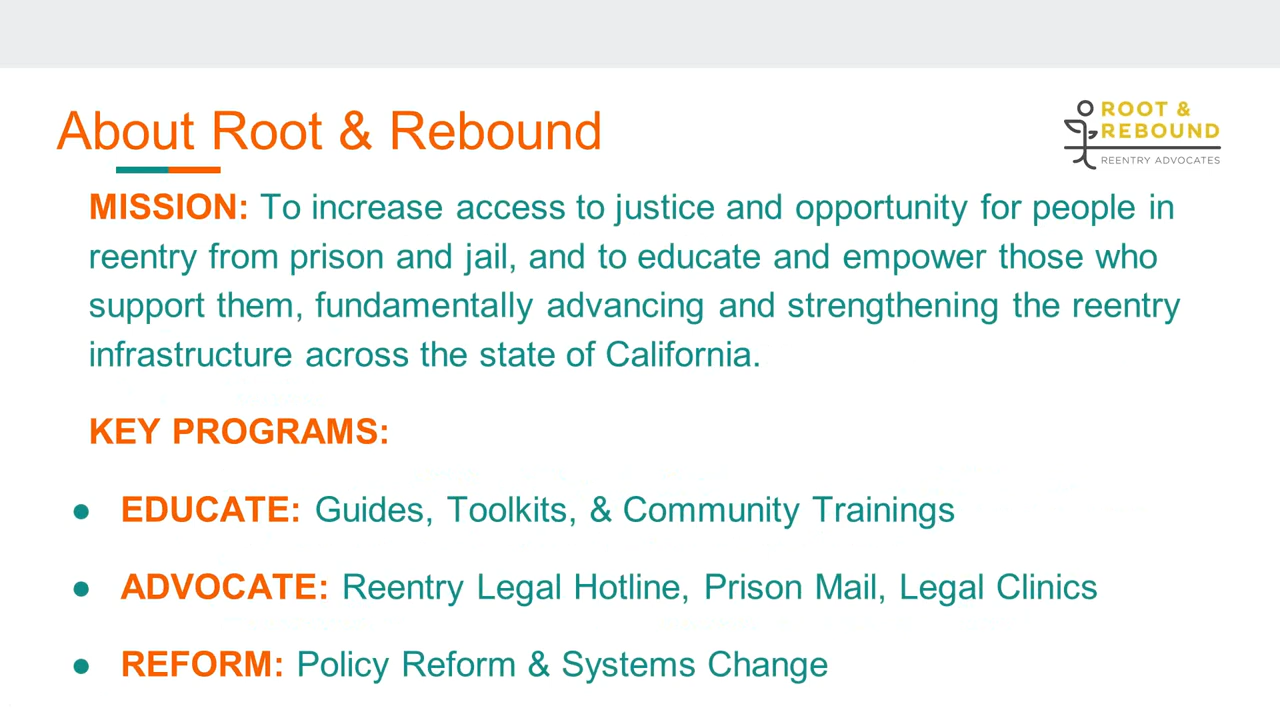 About Root & Rebound
ROOT &
REBOUND
REENTRY ADVOCATES
MISSION: To increase access to justice and opportunity for people in
reentry from prison and jail, and to educate and empower those who
support them, fundamentally advancing and strengthening the reentry
infrastructure across the state of California.
KEY PROGRAMS:
● EDUCATE: Guides, Toolkits, & Community Trainings
● ADVOCATE: Reentry Legal Hotline, Prison Mail, Legal Clinics
● REFORM: Policy Reform & Systems Change